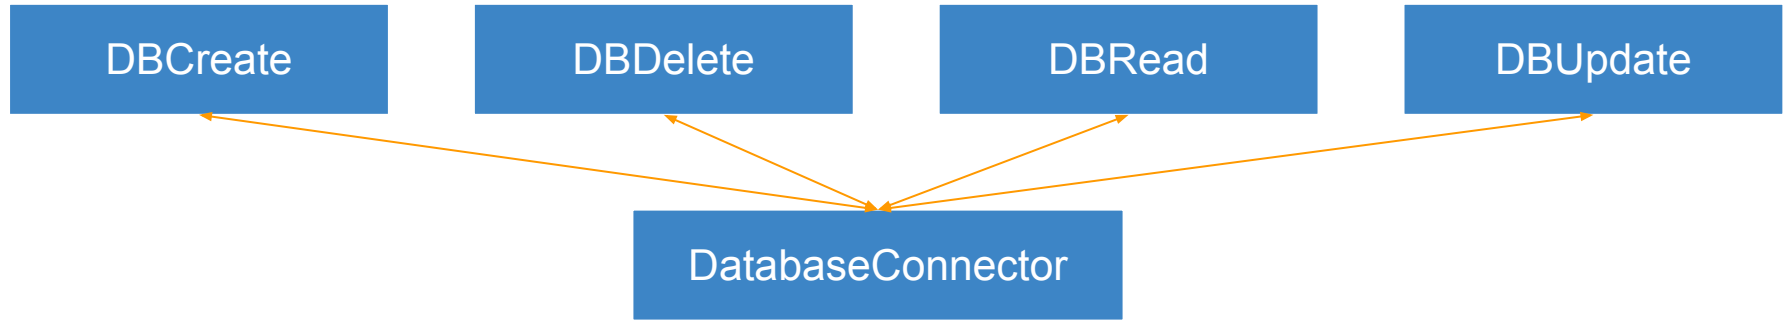 DBCreate
DBDelete
DBRead
DBUpdate
DatabaseConnector